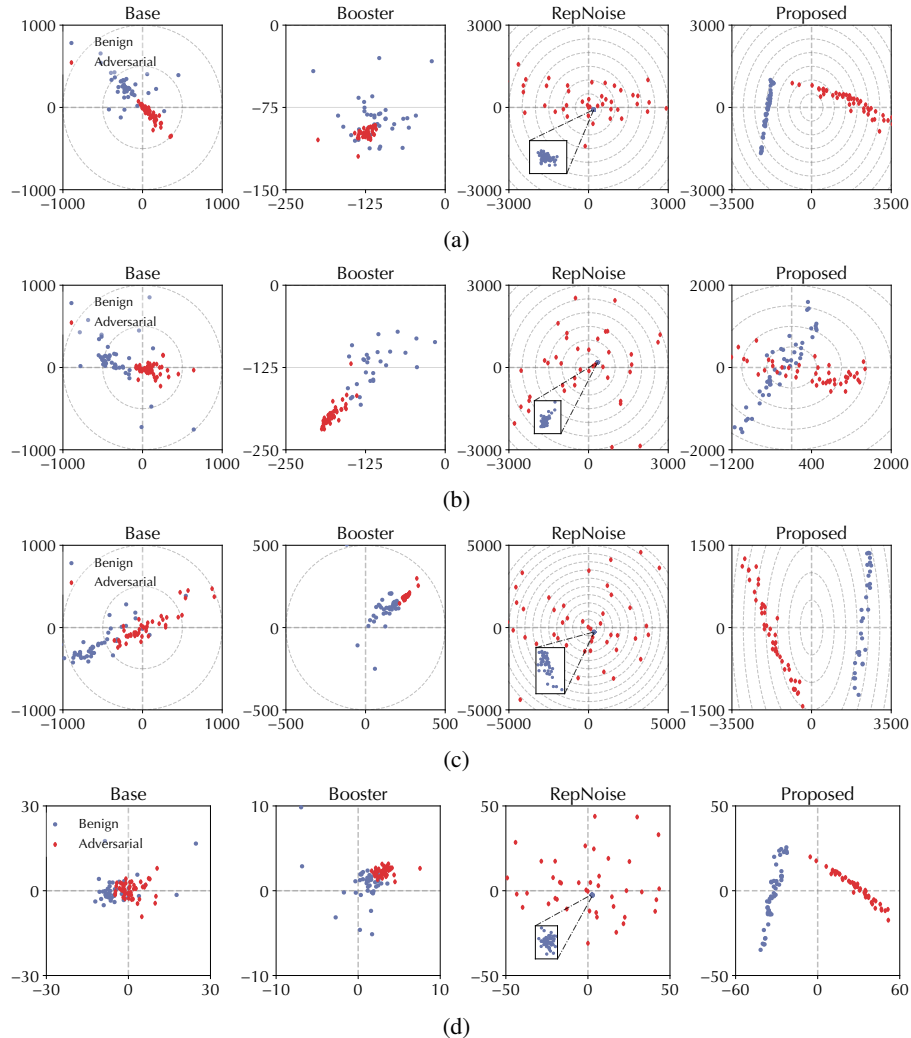 Base Booster RepNoise Proposed
1000 0 3000 3000
Benign
Adversarial
0 −75 0 0
−1000 −150 −3000 −3000
−1000 0 1000 −250 −125 0 −3000 0 3000 −3500 0 3500
(a)
Base Booster RepNoise Proposed
1000 0 3000 2000
Benign
Adversarial
0 −125 0 0
−1000 −250 −3000 −2000
−1000 0 1000 −250 −125 0 −3000 0 3000 −1200 400 2000
(b)
Base Booster RepNoise Proposed
1000 500 5000 1500
Benign
Adversarial
0 0 0 0
−1000 −500 −5000 −1500
−1000 0 1000 −500 0 500 −5000 0 5000 −3500 0 3500
(c)
Base Booster RepNoise Proposed
30 10 50 50
Benign
Adversarial
0 0 0 0
−30 −10 −50 −50
−30 0 30 −10 0 10 −50 0 50 −60 0 60
(d)